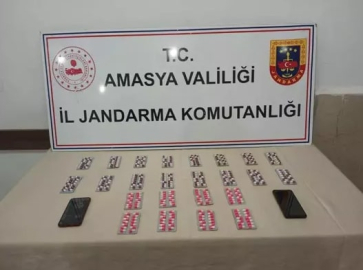 T.C.
AMASYA VALİLİĞİ
İL JANDARMA KOMUTANLIĞI